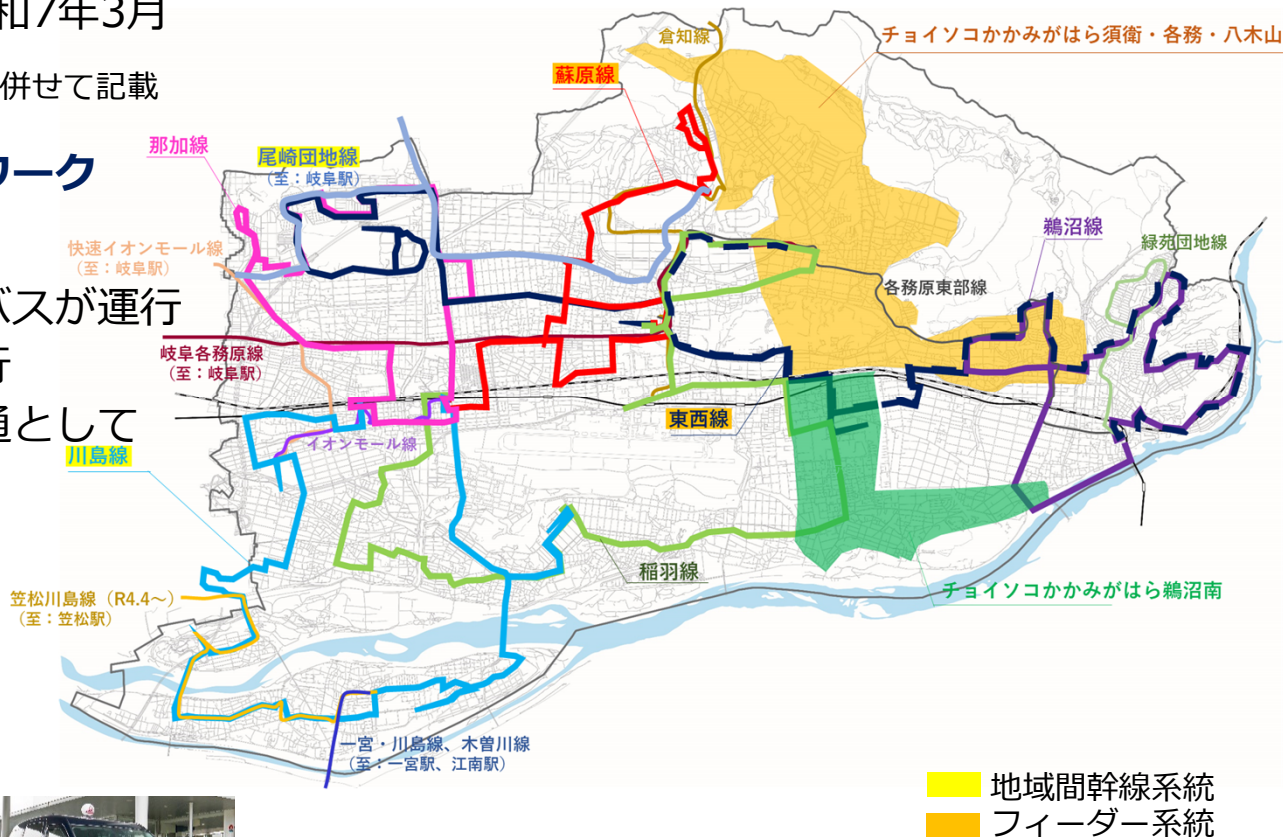 和7年3月
併せて記載
ワーク
バスが運行
行
通として
倉知線
チョイソコかかみがはら須衛・各務・八木山
蘇原線
那加線
尾崎団地線
（至：岐阜駅）
鵜沼線
緑苑団地線
快速イオンモール線
（至：岐阜駅）
各務原東部線
岐阜各務原線
（至：岐阜駅）
東西線
イオンモール線
川島線
稲羽線
チョイソコかかみがはら鵜沼南
笠松川島線（R4.4～）
（至：笠松駅）
一宮・川島線、木曽川線
（至：一宮駅、江南駅）
地域間幹線系統
フィーダー系統